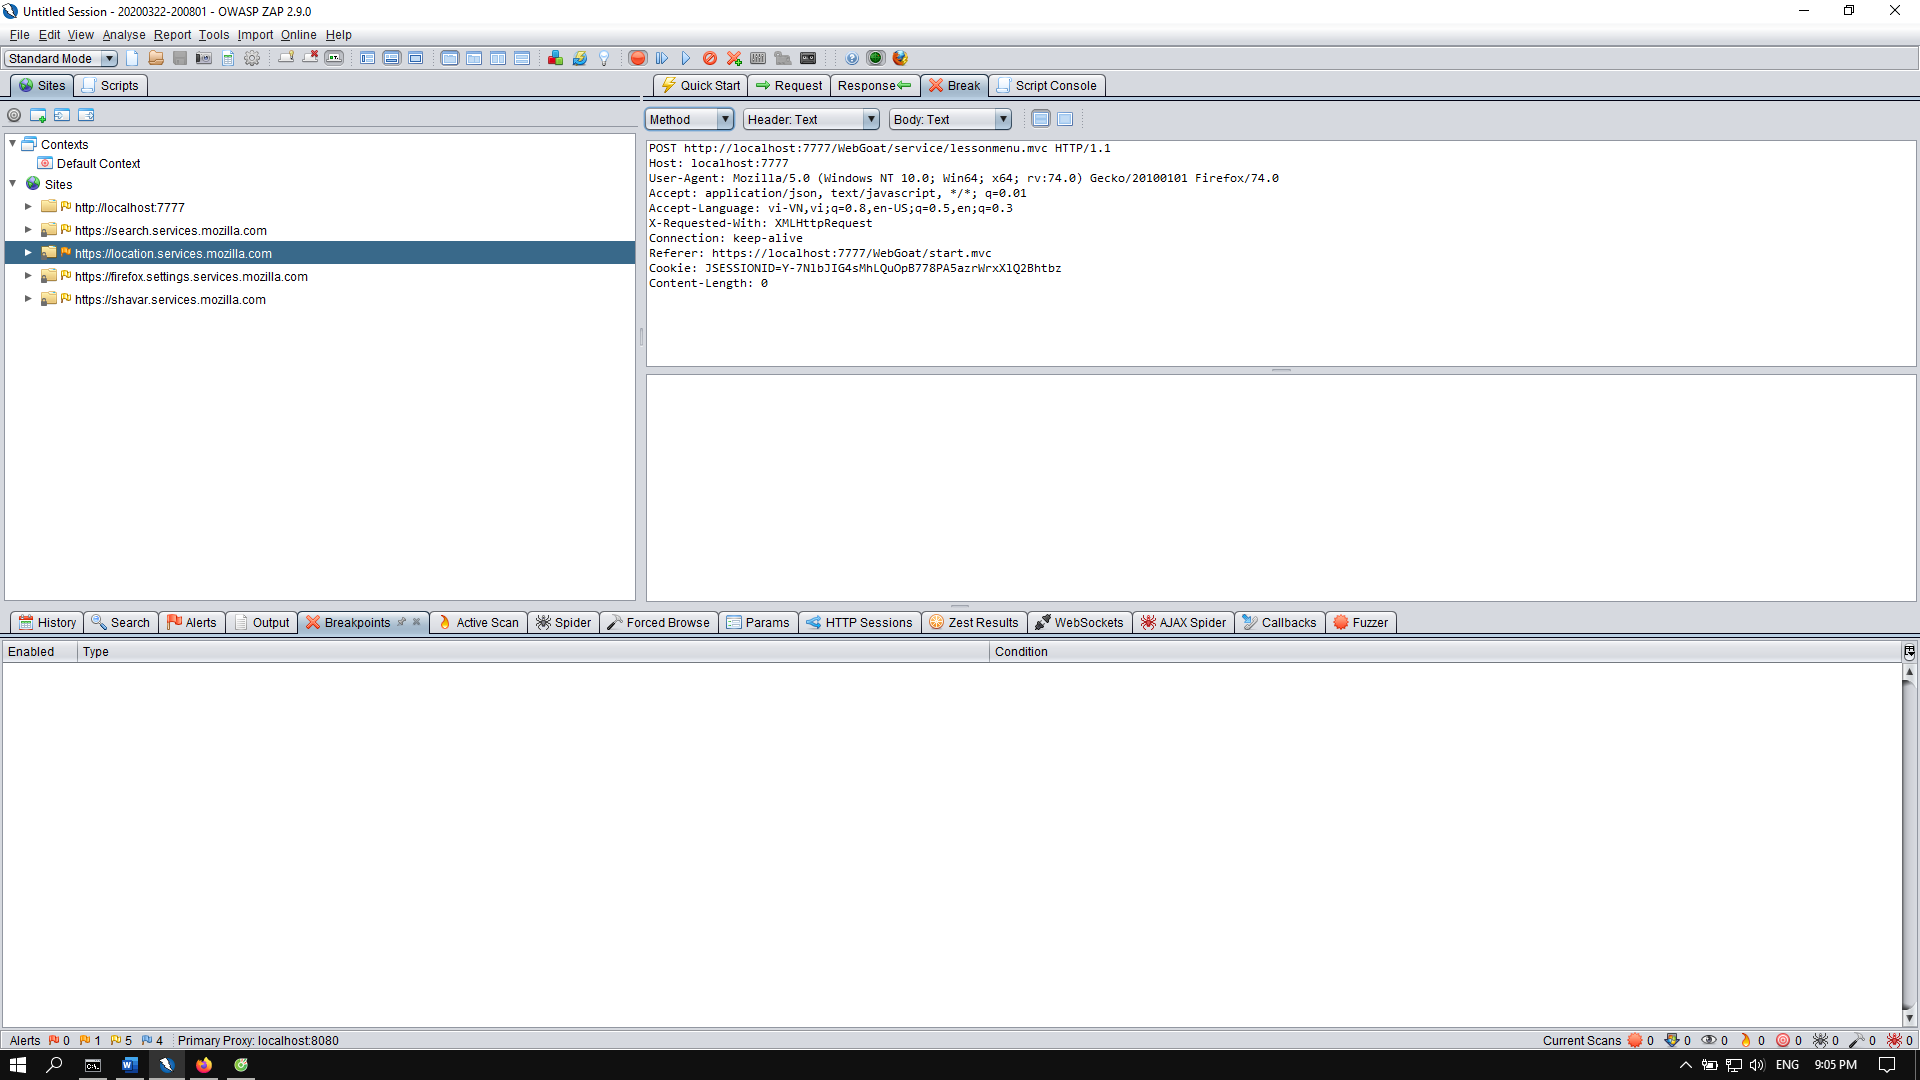 Untitled Session - 20200322-200801 - OWASP ZAP 2.9.0
File Edit View Analyse Report Tools Import Online Help
Standard Mode
Sites Scripts
Quick Start Request Response Break Script Console
Method Header: Text Body: Text
Contexts
Default Context
Sites
http://localhost:7777
https://search.services.mozilla.com
https://location.services.mozilla.com
https://firefox.settings.services.mozilla.com
https://shavar.services.mozilla.com
POST http://localhost:7777/WebGoat/service/lessonmenu.mvc HTTP/1.1
Host: localhost:7777
User-Agent: Mozilla/5.0 (Windows NT 10.0; Win64; x64; rv:74.0) Gecko/20100101 Firefox/74.0
Accept: application/json, text/javascript, */*; q=0.01
Accept-Language: vi-VN,vi;q=0.8,en-US;q=0.5,en;q=0.3
X-Requested-With: XMLHttpRequest
Connection: keep-alive
Referer: https://localhost:7777/WebGoat/start.mvc
Cookie: JSESSIONID=Y-7NlbJIG4sMhLQuOpB778PA5azrWrxXlQ2Bhtbz
Content-Length: 0
History Search Alerts Output Breakpoints Active Scan Spider Forced Browse Params HTTP Sessions Zest Results WebSockets AJAX Spider Callbacks Fuzzer
Enabled Type Condition
Alerts 0 1 5 4 Primary Proxy: localhost:8080
Current Scans 0 0 0 0 0 0 0 0
ENG 9:05 PM